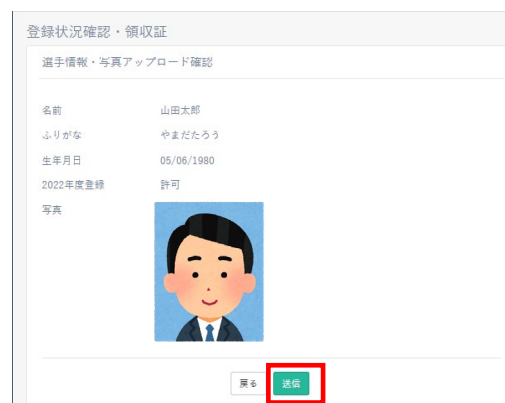 登録状況確認・領収証
選手情報・写真アップロード確認
名前 山田太郎
ふりがな やまだたろう
生年月日 05/06/1980
2022年度登録 許可
写真
戻る 送信